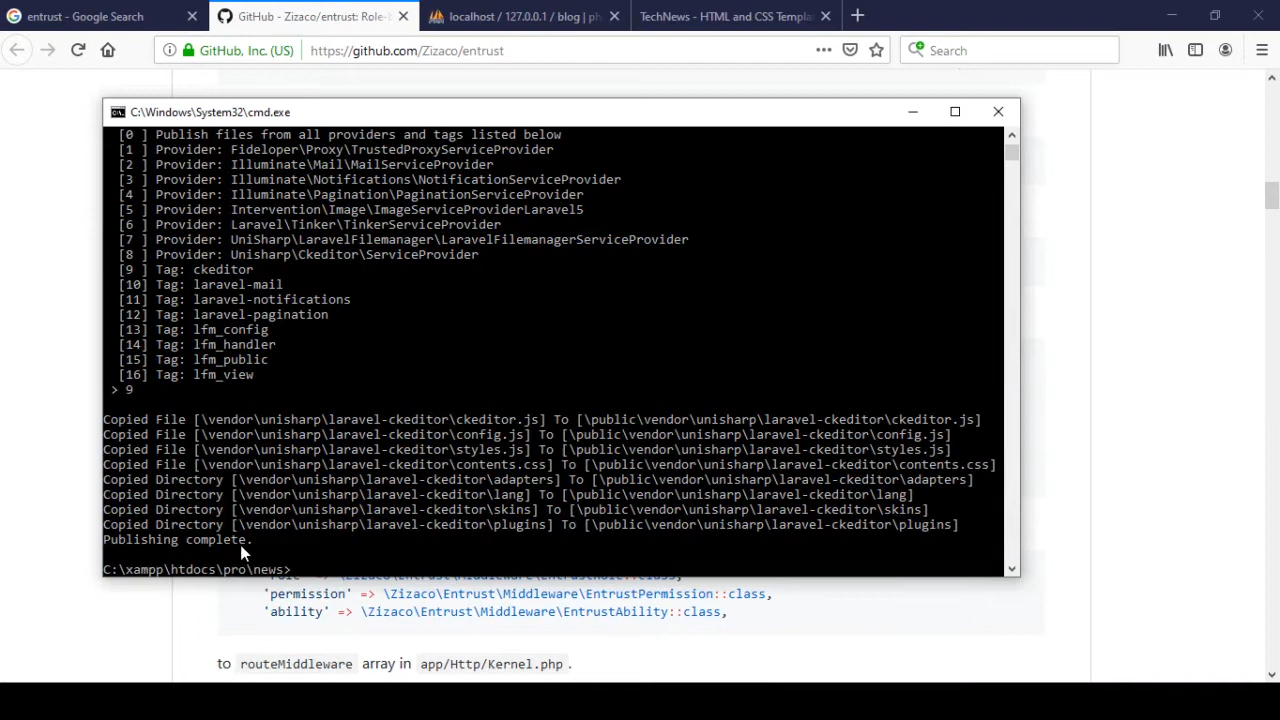 entrust - Google Search
GitHub - Zizaco/entrust: Role-b
localhost / 127.0.0.1 / blog | ph
TechNews - HTML and CSS Templa
GitHub, Inc. (US)
https://github.com/Zizaco/entrust
Search
C:\Windows\System32\cmd.exe
[0 ] Publish files from all providers and tags listed below
[1 ] Provider: Fideloper\Proxy\TrustedProxyServiceProvider
[2 ] Provider: Illuminate\Mail\MailServiceProvider
[3 ] Provider: Illuminate\Notifications\NotificationServiceProvider
[4 ] Provider: Illuminate\Pagination\PaginationServiceProvider
[5 ] Provider: Intervention\Image\ImageServiceProviderLaravel5
[6 ] Provider: Laravel\Tinker\TinkerServiceProvider
[7 ] Provider: UniSharp\LaravelFilemanager\LaravelFilemanagerServiceProvider
[8 ] Provider: Unisharp\Ckeditor\ServiceProvider
[9 ] Tag: ckeditor
[10] Tag: laravel-mail
[11] Tag: laravel-notifications
[12] Tag: laravel-pagination
[13] Tag: lfm_config
[14] Tag: lfm_handler
[15] Tag: lfm_public
[16] Tag: lfm_view
> 9
Copied File [\vendor\unisharp\laravel-ckeditor\ckeditor.js] To [\public\vendor\unisharp\laravel-ckeditor\ckeditor.js]
Copied File [\vendor\unisharp\laravel-ckeditor\config.js] To [\public\vendor\unisharp\laravel-ckeditor\config.js]
Copied File [\vendor\unisharp\laravel-ckeditor\styles.js] To [\public\vendor\unisharp\laravel-ckeditor\styles.js]
Copied File [\vendor\unisharp\laravel-ckeditor\contents.css] To [\public\vendor\unisharp\laravel-ckeditor\contents.css]
Copied Directory [\vendor\unisharp\laravel-ckeditor\adapters] To [\public\vendor\unisharp\laravel-ckeditor\adapters]
Copied Directory [\vendor\unisharp\laravel-ckeditor\lang] To [\public\vendor\unisharp\laravel-ckeditor\lang]
Copied Directory [\vendor\unisharp\laravel-ckeditor\skins] To [\public\vendor\unisharp\laravel-ckeditor\skins]
Copied Directory [\vendor\unisharp\laravel-ckeditor\plugins] To [\public\vendor\unisharp\laravel-ckeditor\plugins]
Publishing complete.
C:\xampp\htdocs\pro\news>
'role' => \Zizaco\Entrust\Middleware\EntrustRole::class,
'permission' => \Zizaco\Entrust\Middleware\EntrustPermission::class,
'ability' => \Zizaco\Entrust\Middleware\EntrustAbility::class,
to routeMiddleware array in app/Http/Kernel.php .